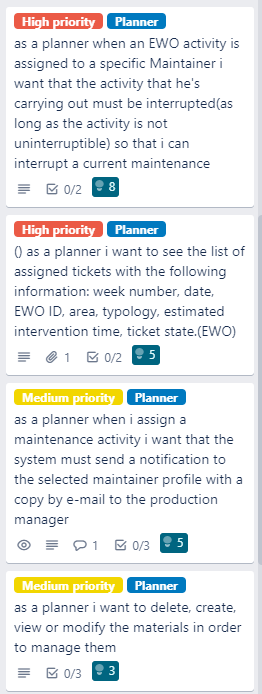 High priority Planner
as a planner when an EWO activity is
assigned to a specific Maintainer i
want that the activity that he's
carrying out must be interrupted(as
long as the activity is not
uninterruptible) so that i can
interrupt a current maintenance
0/2 8
High priority Planner
() as a planner i want to see the list of
assigned tickets with the following
information: week number, date,
EWO ID, area, typology, estimated
intervention time, ticket state.(EWO)
1 0/2 5
Medium priority Planner
as a planner when i assign a
maintenance activity i want that the
system must send a notification to
the selected maintainer profile with a
copy by e-mail to the production
manager
1 0/3 5
Medium priority Planner
as a planner i want to delete, create,
view or modify the materials in order
to manage them
0/3 3